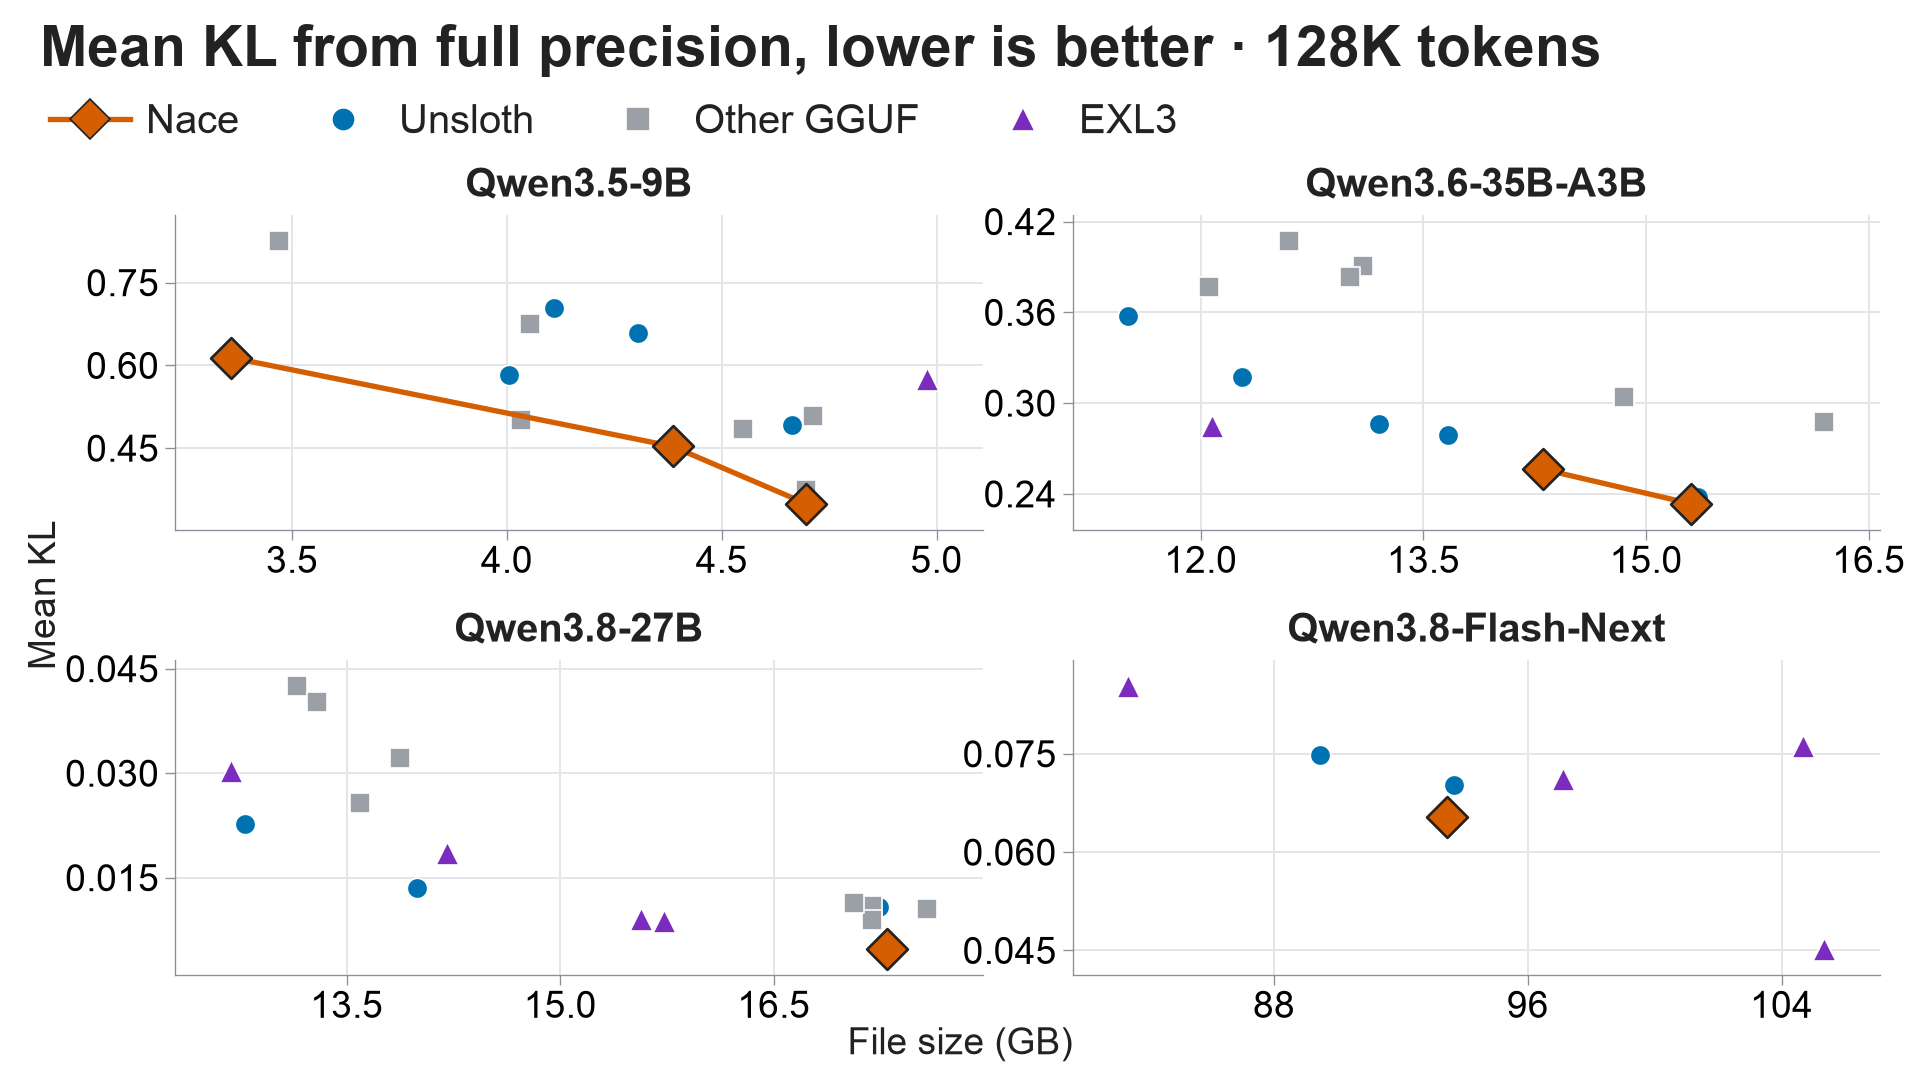 Mean KL from full precision, lower is better · 128K tokens
Nace Unsloth Other GGUF EXL3
Qwen3.5-9B
0.75
0.60
0.45
3.5 4.0 4.5 5.0
Qwen3.6-35B-A3B
0.42
0.36
0.30
0.24
12.0 13.5 15.0 16.5
Mean KL
Qwen3.8-27B
0.045
0.030
0.015
13.5 15.0 16.5
Qwen3.8-Flash-Next
0.075
0.060
0.045
88 96 104
File size (GB)